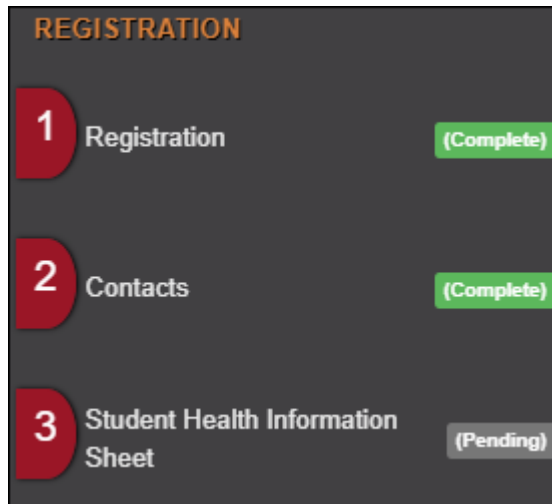 REGISTRATION
1 Registration (Complete)
2 Contacts (Complete)
3 Student Health Information
Sheet (Pending)